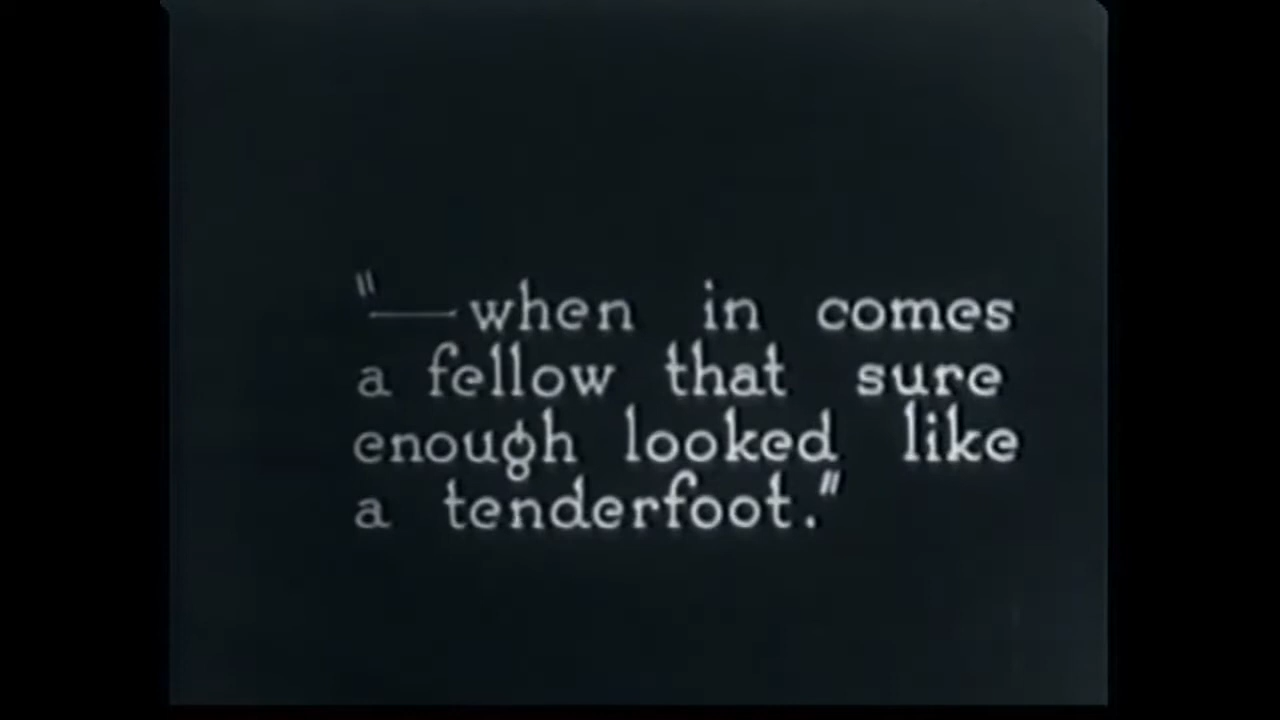 "—when in comes
a fellow that sure
enough looked like
a tenderfoot."